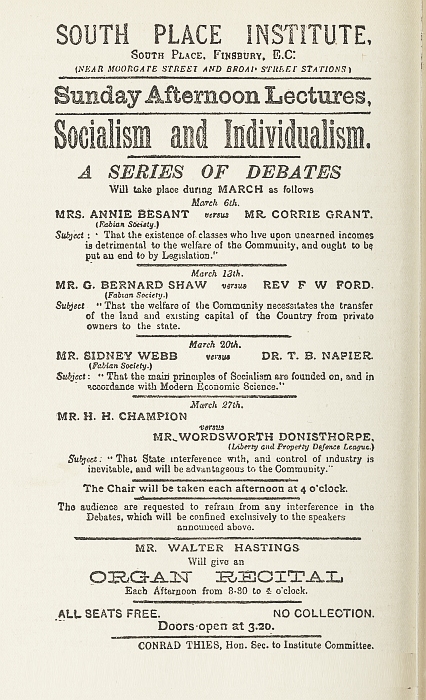 SOUTH PLACE INSTITUTE,
SOUTH PLACE, FINSBURY, E.C.
(NEAR MOORGATE STREET AND BROAD STREET STATIONS)
Sunday Afternoon Lectures,
Socialism and Individualism.
A SERIES OF DEBATES
Will take place during MARCH as follows
March 6th.
MRS. ANNIE BESANT versus MR. CORRIE GRANT.
(Fabian Society.)
Subject: "That the existence of classes who live upon unearned incomes
is detrimental to the welfare of the Community, and ought to be
put an end to by Legislation."
March 13th.
MR. G. BERNARD SHAW versus REV F W FORD.
(Fabian Society.)
Subject "That the welfare of the Community necessitates the transfer
of the land and existing capital of the Country from private
owners to the state.
March 20th.
MR. SIDNEY WEBB versus DR. T. B. NAPIER.
(Fabian Society.)
Subject: "That the main principles of Socialism are founded on, and in
accordance with Modern Economic Science."
March 27th.
MR. H. H. CHAMPION
versus
MR. WORDSWORTH DONISTHORPE,
(Liberty and Property Defence League.)
Subject: "That State interference with, and control of industry is
inevitable, and will be advantageous to the Community."
The Chair will be taken each afternoon at 4 o'clock.
The audience are requested to refrain from any interference in the
Debates, which will be confined exclusively to the speakers
announced above.
MR. WALTER HASTINGS
Will give an
ORGAN RECITAL
Each Afternoon from 3-30 to 4 o'clock.
ALL SEATS FREE. NO COLLECTION.
Doors open at 3.20.
CONRAD THIES, Hon. Sec. to Institute Committee.